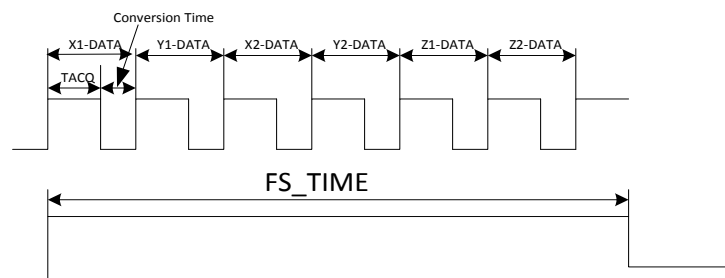 Conversion Time
X1-DATA Y1-DATA X2-DATA Y2-DATA Z1-DATA Z2-DATA
TACQ
FS_TIME